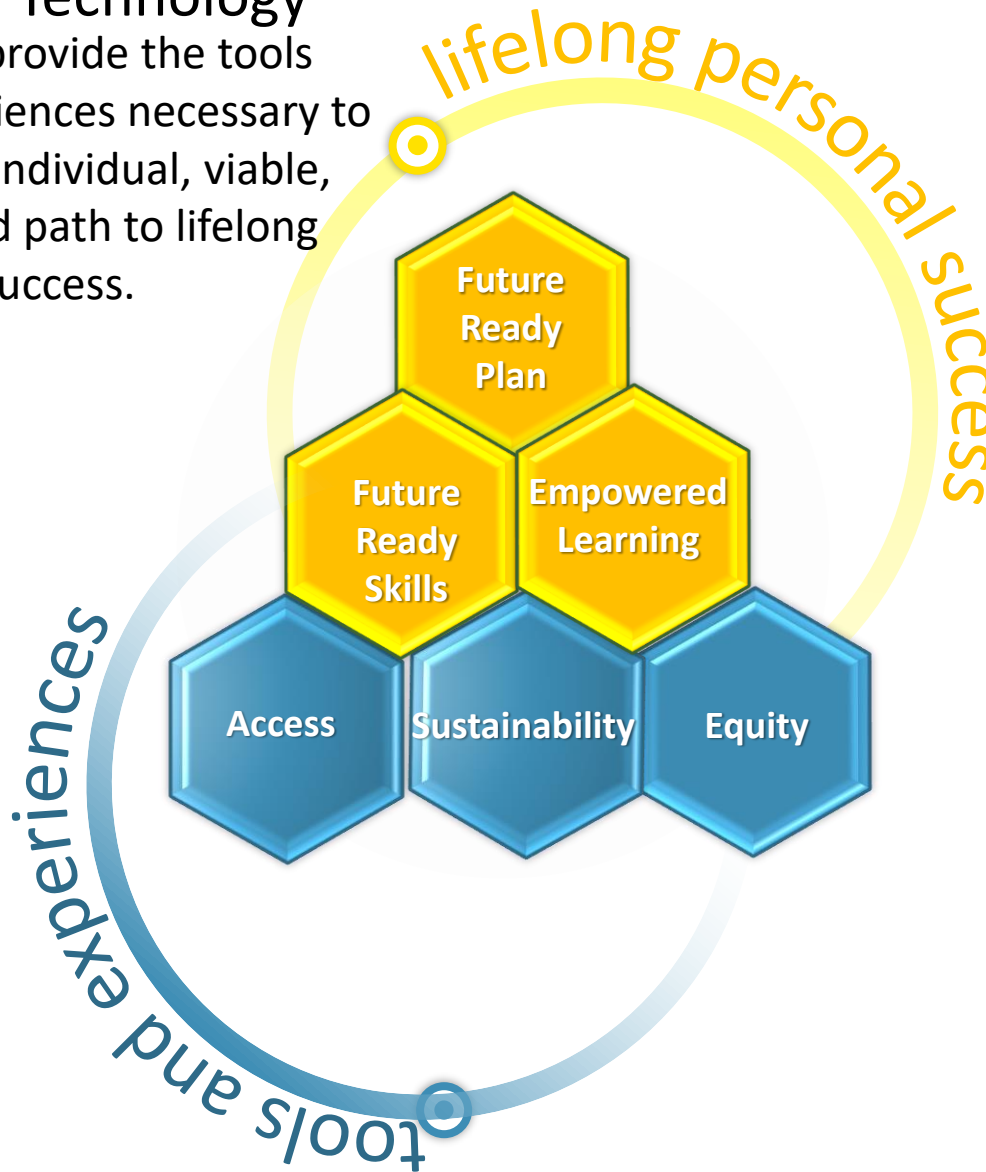 Technology
provide the tools
iences necessary to
ndividual, viable,
d path to lifelong
uccess.
lifelong personal success
Future
Ready
Plan
Future
Ready
Skills
Empowered
Learning
Access
Sustainability
Equity
tools and experiences